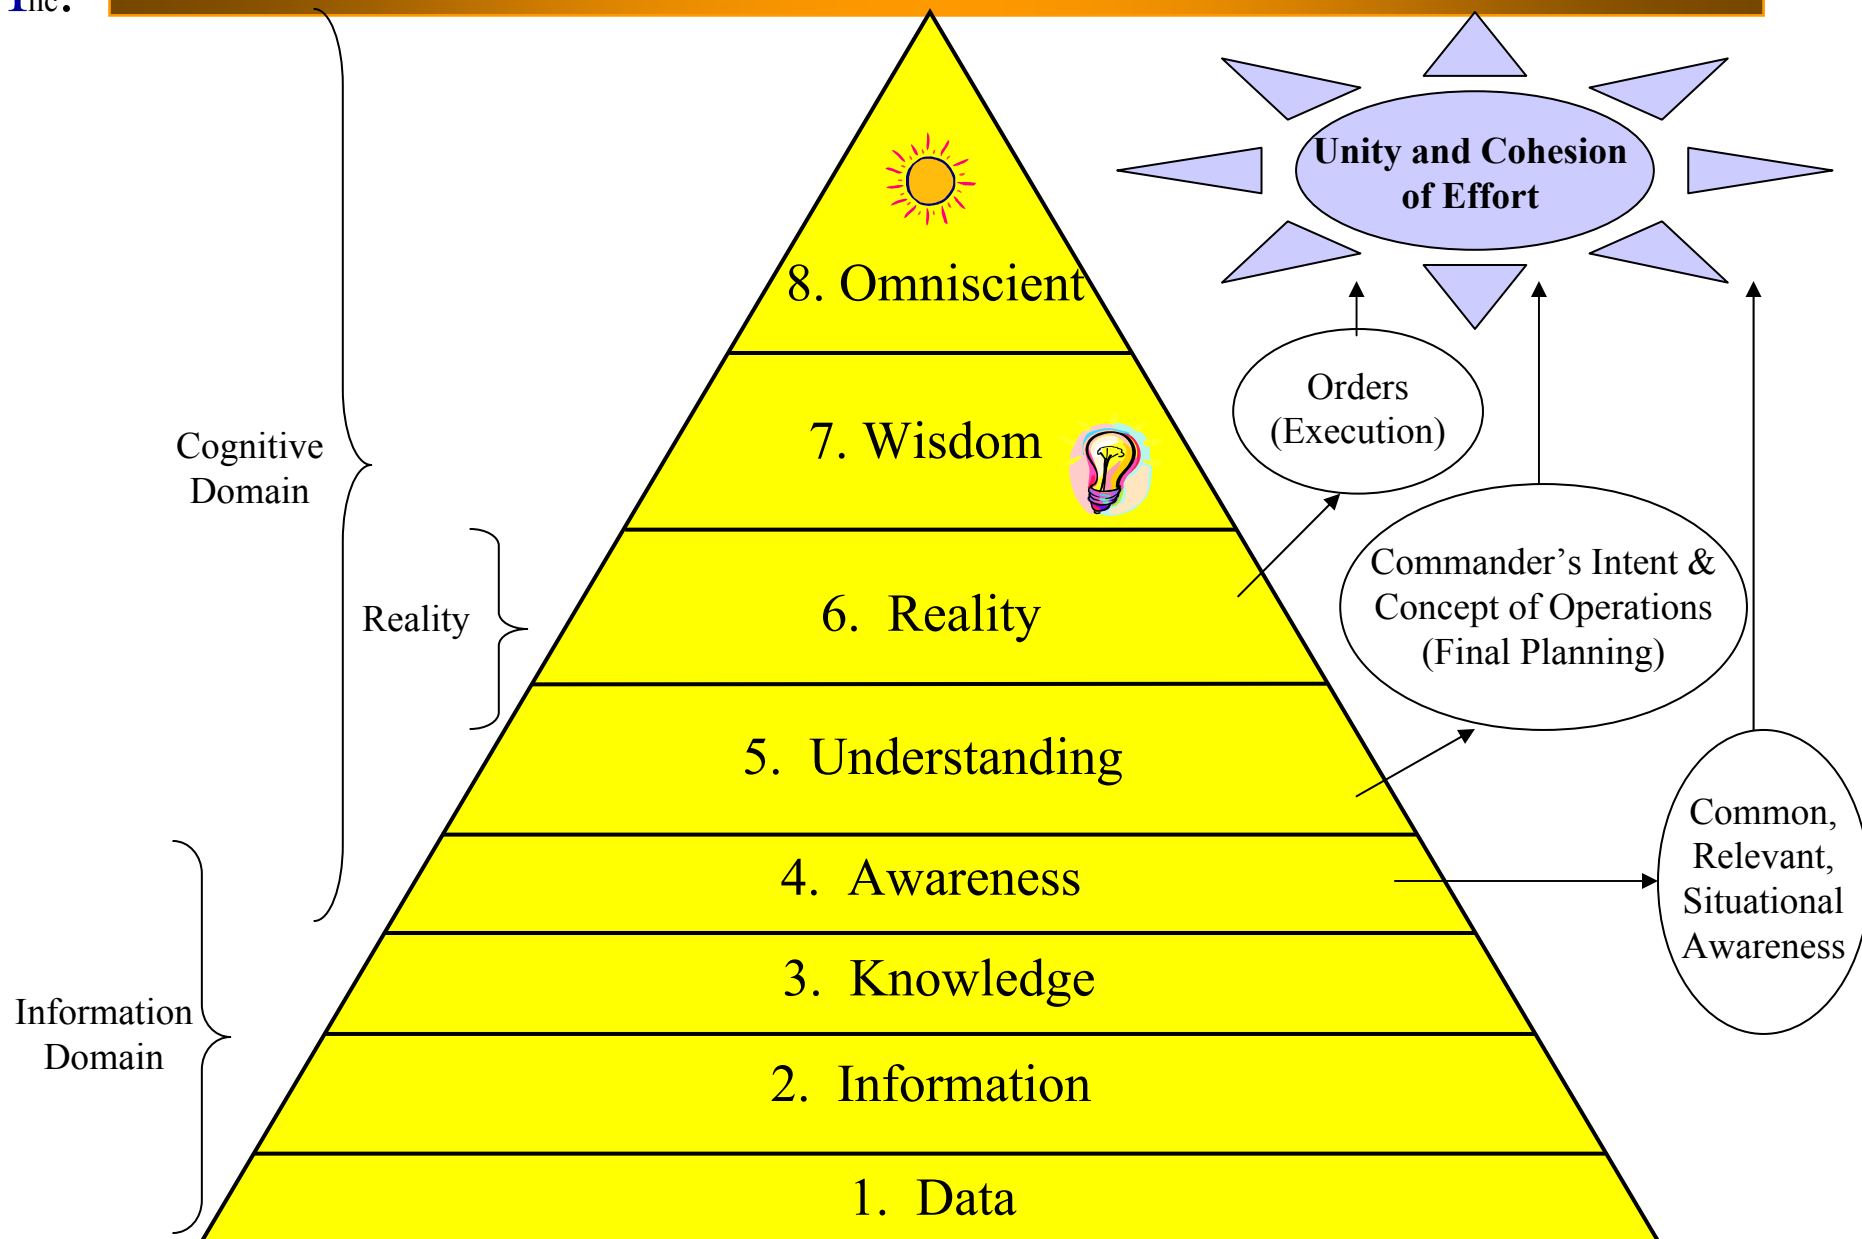 Inc.
Unity and Cohesion
of Effort
8. Omniscient
Orders
(Execution)
7. Wisdom
Cognitive
Domain
Commander’s Intent &
Concept of Operations
(Final Planning)
Reality
6. Reality
5. Understanding
Common,
Relevant,
Situational
Awareness
4. Awareness
3. Knowledge
Information
Domain
2. Information
1. Data